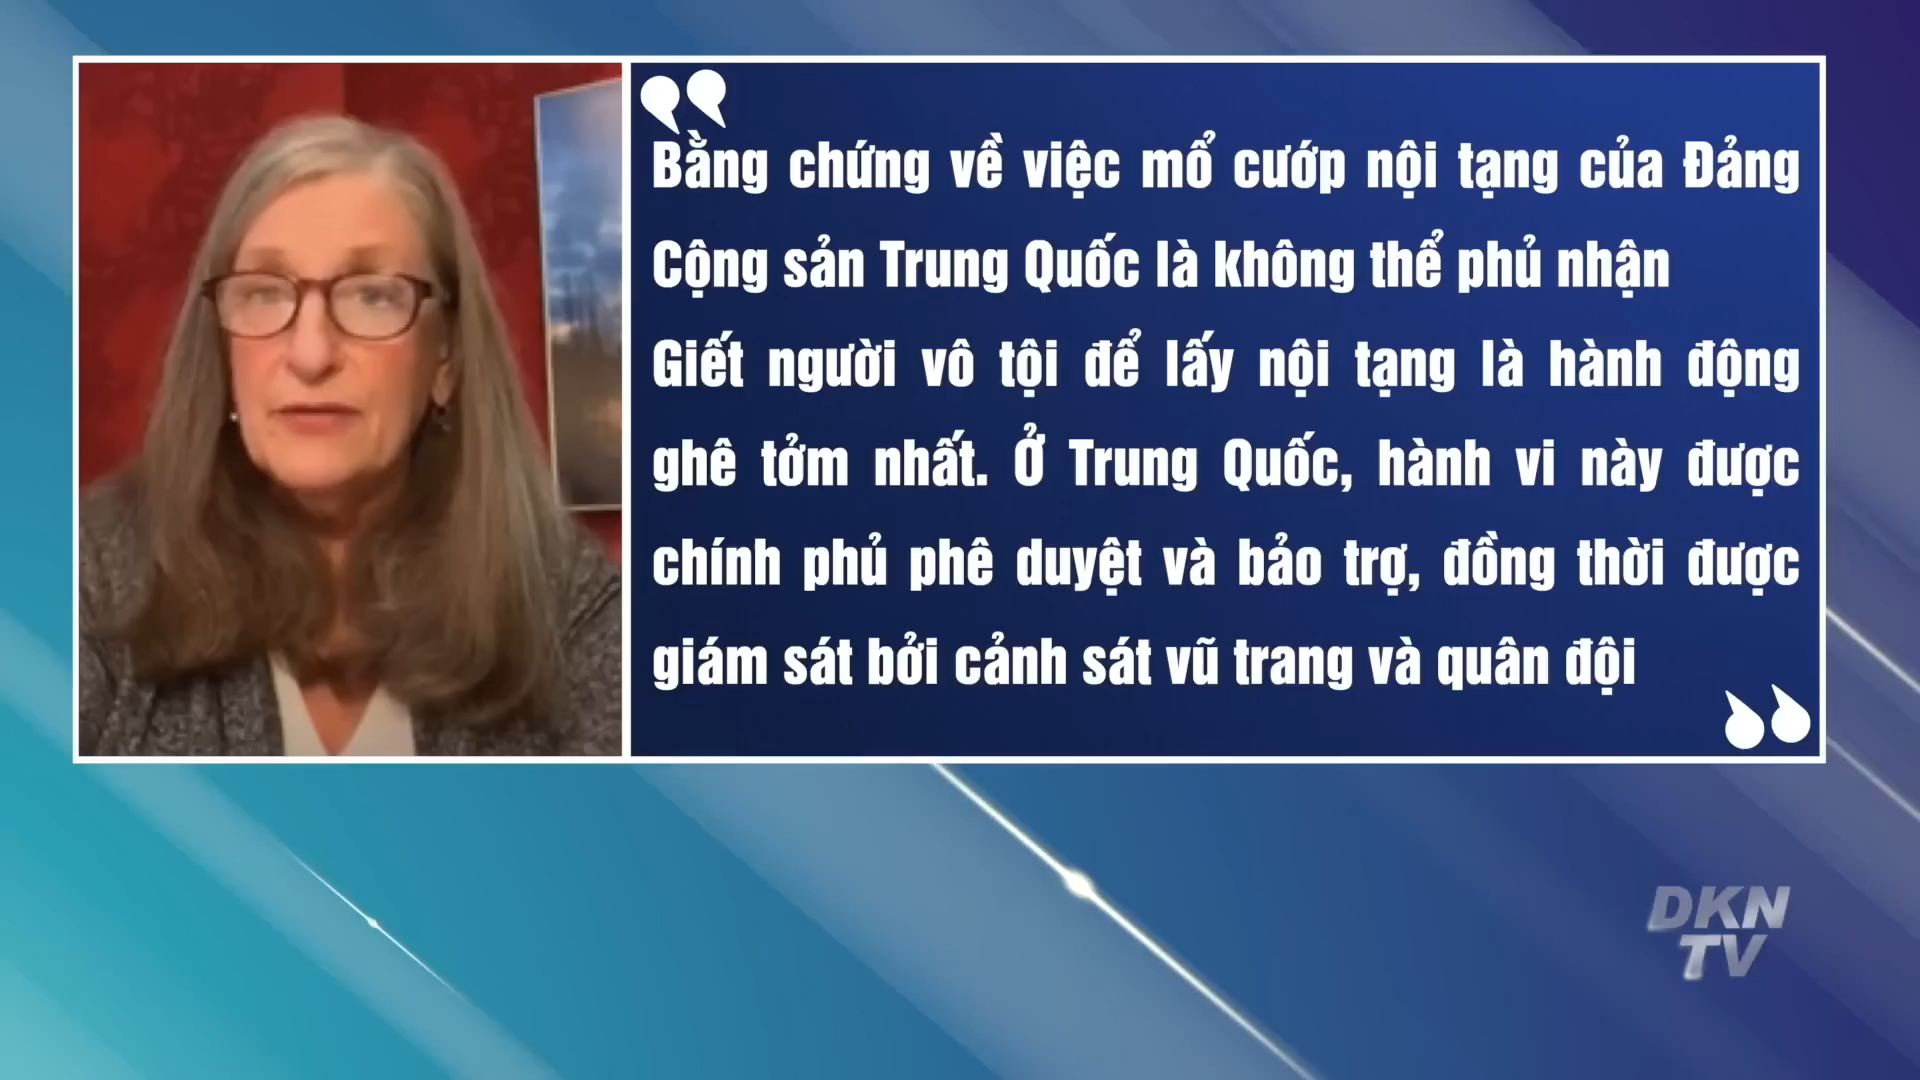 Bằng chứng về việc mổ cướp nội tạng của Đảng
Cộng sản Trung Quốc là không thể phủ nhận
Giết người vô tội để lấy nội tạng là hành động
ghê tởm nhất. Ở Trung Quốc, hành vi này được
chính phủ phê duyệt và bảo trợ, đồng thời được
giám sát bởi cảnh sát vũ trang và quân đội
DKN
TV